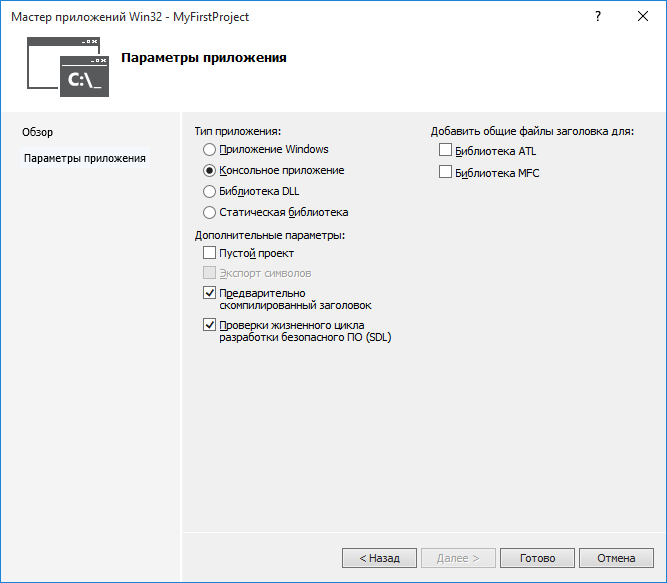 Мастер приложений Win32 - MyFirstProject
?
C:\_
Параметры приложения
Обзор
Параметры приложения
Тип приложения:
Приложение Windows
Консольное приложение
Библиотека DLL
Статическая библиотека
Дополнительные параметры:
Пустой проект
Экспорт символов
Предварительно
скомпилированный заголовок
Проверки жизненного цикла
разработки безопасного ПО (SDL)
Добавить общие файлы заголовка для:
Библиотека ATL
Библиотека MFC
< Назад
Далее >
Готово
Отмена